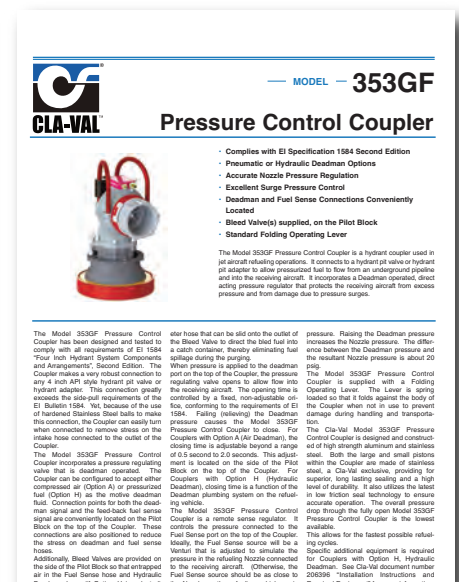 MODEL 353GF
CLA-VAL
Pressure Control Coupler
· Complies with EI Specification 1584 Second Edition
· Pneumatic or Hydraulic Deadman Options
· Accurate Nozzle Pressure Regulation
· Excellent Surge Pressure Control
· Deadman and Fuel Sense Connections Conveniently
Located
· Bleed Valve(s) supplied, on the Pilot Block
· Standard Folding Operating Lever
The Model 353GF Pressure Control Coupler is a hydrant coupler used in
jet aircraft refueling operations. It connects to a hydrant pit valve or hydrant
pit adapter to allow pressurized fuel to flow from an underground pipeline
and into the receiving aircraft. It incorporates a Deadman operated, direct
acting pressure regulator that protects the receiving aircraft from excess
pressure and from damage due to pressure surges.
The Model 353GF Pressure Control
Coupler has been designed and tested to
comply with all requirements of EI 1584
"Four Inch Hydrant System Components
and Arrangements", Second Edition. The
Coupler makes a very robust connection to
any 4 inch API style hydrant pit valve or
hydrant adapter. This connection greatly
exceeds the side-pull requirements of the
EI Bulletin 1584. Yet, because of the use
of hardened Stainless Steel balls to make
this connection, the Coupler can easily turn
when connected to remove stress on the
intake hose connected to the outlet of the
Coupler.
The Model 353GF Pressure Control
Coupler incorporates a pressure regulating
valve that is deadman operated. The
Coupler can be configured to accept either
compressed air (Option A) or pressurized
fuel (Option H) as the motive deadman
fluid. Connection points for both the dead-
man signal and the feed-back fuel sense
signal are conveniently located on the Pilot
Block on the top of the Coupler. These
connections are also positioned to reduce
the stress on deadman and fuel sense
hoses.
Additionally, Bleed Valves are provided on
the side of the Pilot Block so that entrapped
air in the Fuel Sense hose and Hydraulic
eter hose that can be slid onto the outlet of
the Bleed Valve to direct the bled fuel into
a catch container, thereby eliminating fuel
spillage during the purging.
When pressure is applied to the deadman
port on the top of the Coupler, the pressure
regulating valve opens to allow flow into
the receiving aircraft. The opening time is
controlled by a fixed, non-adjustable ori-
fice, conforming to the requirements of EI
1584. Failing (relieving) the Deadman
pressure causes the Model 353GF
Pressure Coupler to close. For
Couplers with Option A (Air Deadman), the
closing time is adjustable beyond a range
of 0.5 second to 2.0 seconds. This adjust-
ment is located on the side of the Pilot
Block on the top of the Coupler. For
Couplers with Option H (Hydraulic
Deadman), closing time is a function of the
Deadman plumbing system on the refuel-
ing vehicle.
The Model 353GF Pressure Control
Coupler is a remote sense regulator. It
controls the pressure connected to the
Fuel Sense port on the top of the Coupler.
Ideally, the Fuel Sense source will be a
Venturi that is adjusted to simulate the
pressure in the refueling Nozzle connected
to the receiving aircraft. (Otherwise, the
Fuel Sense source should be as close to
pressure. Raising the Deadman pressure
increases the Nozzle pressure. The differ-
ence between the Deadman pressure and
the resultant Nozzle pressure is about 20
psig.
The Model 353GF Pressure Control
Coupler is supplied with a Folding
Operating Lever. The Lever is spring
loaded so that it folds against the body of
the Coupler when not in use to prevent
damage during handling and transporta-
tion.
The Cla-Val Model 353GF Pressure
Control Coupler is designed and construct-
ed of high strength aluminum and stainless
steel. Both the large and small pistons
within the Coupler are made of stainless
steel, a Cla-Val exclusive, providing for
superior, long lasting sealing and a high
level of durability. It also utilizes the latest
in low friction seal technology to ensure
accurate operation. The overall pressure
drop through the fully open Model 353GF
Pressure Control Coupler is the lowest
available.
This allows for the fastest possible refuel-
ing cycles.
Specific additional equipment is required
for Couplers with Option H, Hydraulic
Deadman. See Cla-Val document number
206396 "Installation Instructions and